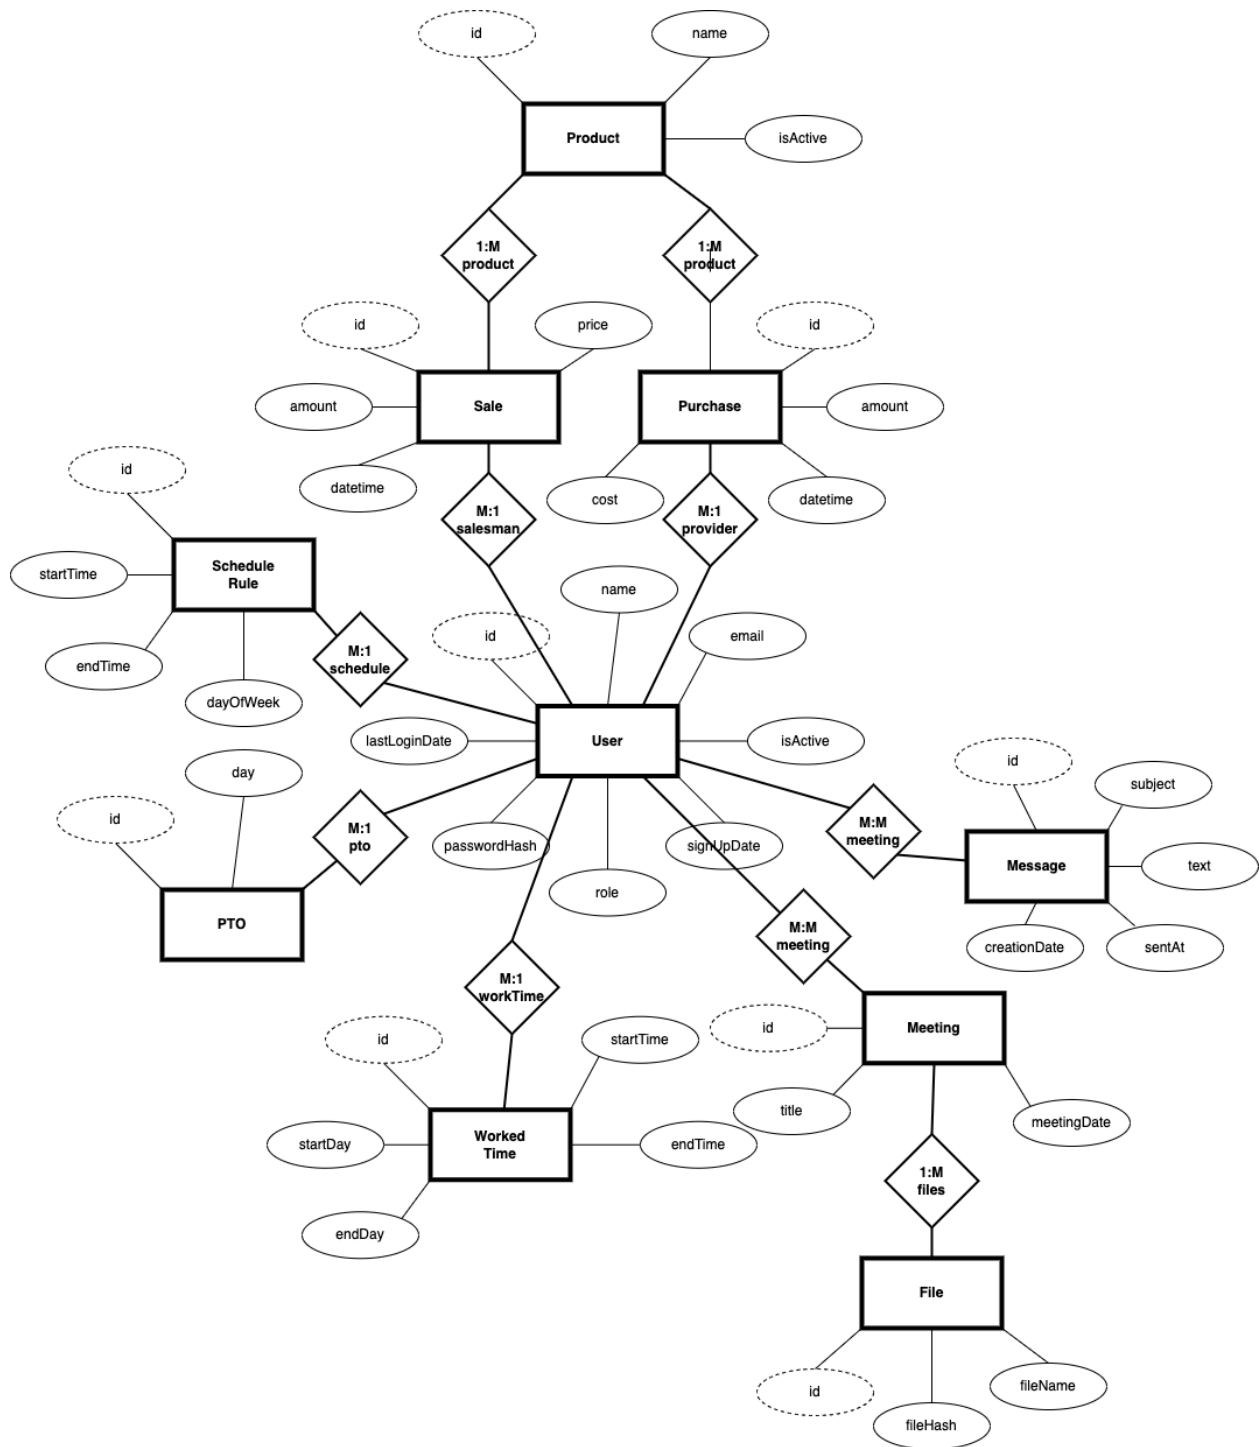 id
name
Product
isActive
1:M
product
1:M
product
id
price
id
amount
Sale
Purchase
amount
datetime
cost
datetime
id
M:1
salesman
M:1
provider
Schedule
Rule
startTime
name
id
email
M:1
schedule
endTime
dayOfWeek
lastLoginDate
User
isActive
day
id
subject
id
M:1
pto
passwordHash
signUpDate
M:M
meeting
Message
text
role
PTO
M:M
meeting
creationDate
sentAt
M:1
workTime
id
startTime
id
Meeting
title
meetingDate
startDay
Worked
Time
endTime
1:M
files
endDay
File
id
fileName
fileHash